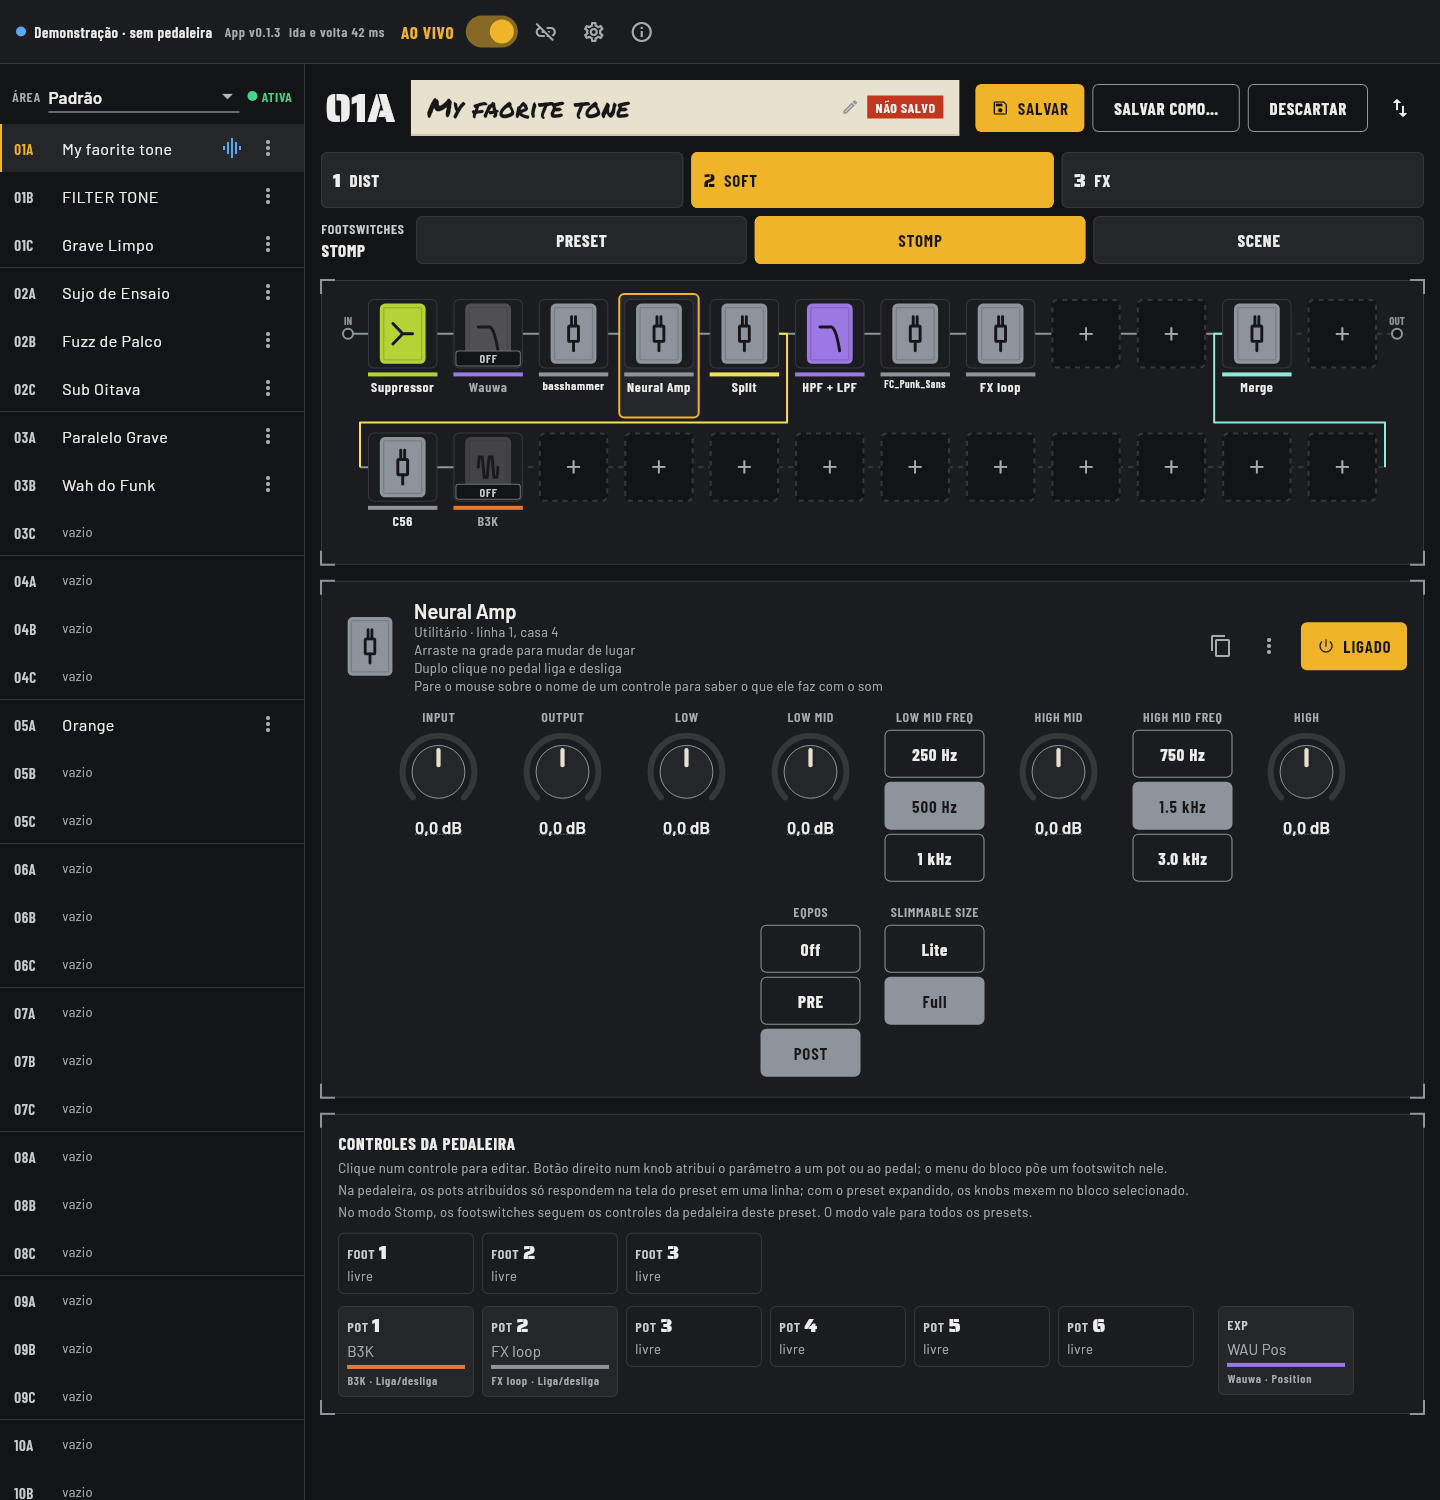 Demonstração · sem pedaleira App v0.1.3 Ida e volta 42 ms AO VIVO
ÁREA Padrão ATIVA
01A My faorite tone
01B FILTER TONE
01C Grave Limpo
02A Sujo de Ensaio
02B Fuzz de Palco
02C Sub Oitava
03A Paralelo Grave
03B Wah do Funk
03C vazio
04A vazio
04B vazio
04C vazio
05A Orange
05B vazio
05C vazio
06A vazio
06B vazio
06C vazio
07A vazio
07B vazio
07C vazio
08A vazio
08B vazio
08C vazio
09A vazio
09B vazio
09C vazio
10A vazio
10B vazio
01A My faorite tone NÃO SALVO SALVAR SALVAR COMO... DESCARTAR
1 DIST 2 SOFT 3 FX
FOOTSWITCHES
STOMP PRESET STOMP SCENE
IN OUT
OFF
Suppressor Wauwa basshammer Neural Amp Split HPF + LPF FC_Punk_Sans FX loop Merge
OFF
C56 B3K
Neural Amp
Utilitário · linha 1, casa 4
Arraste na grade para mudar de lugar
Duplo clique no pedal liga e desliga
Pare o mouse sobre o nome de um controle para saber o que ele faz com o som
LIGADO
INPUT OUTPUT LOW LOW MID LOW MID FREQ HIGH MID HIGH MID FREQ HIGH
250 Hz 750 Hz
500 Hz 1.5 kHz
0,0 dB 0,0 dB 0,0 dB 0,0 dB 0,0 dB 0,0 dB
1 kHz 3.0 kHz
EQPOS SLIMMABLE SIZE
Off Lite
PRE Full
POST
CONTROLES DA PEDALEIRA
Clique num controle para editar. Botão direito num knob atribui o parâmetro a um pot ou ao pedal; o menu do bloco põe um footswitch nele.
Na pedaleira, os pots atribuídos só respondem na tela do preset em uma linha; com o preset expandido, os knobs mexem no bloco selecionado.
No modo Stomp, os footswitches seguem os controles da pedaleira deste preset. O modo vale para todos os presets.
FOOT 1 FOOT 2 FOOT 3
livre livre livre
POT 1 POT 2 POT 3 POT 4 POT 5 POT 6 EXP
B3K FX loop livre livre livre livre WAU Pos
B3K · Liga/desliga FX loop · Liga/desliga Wauwa · Position